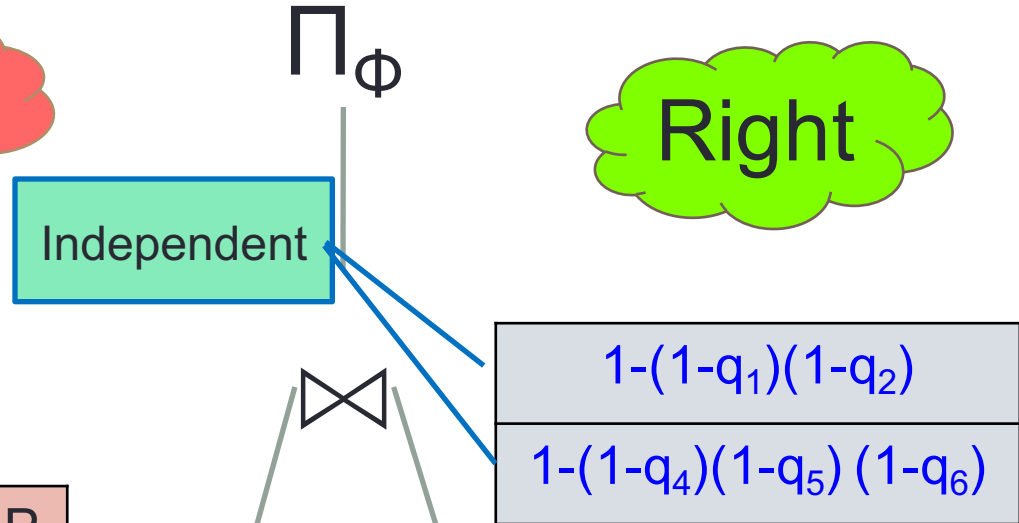 Π_Φ
Right
Independent
⋈
1-(1-q₁)(1-q₂)
1-(1-q₄)(1-q₅) (1-q₆)